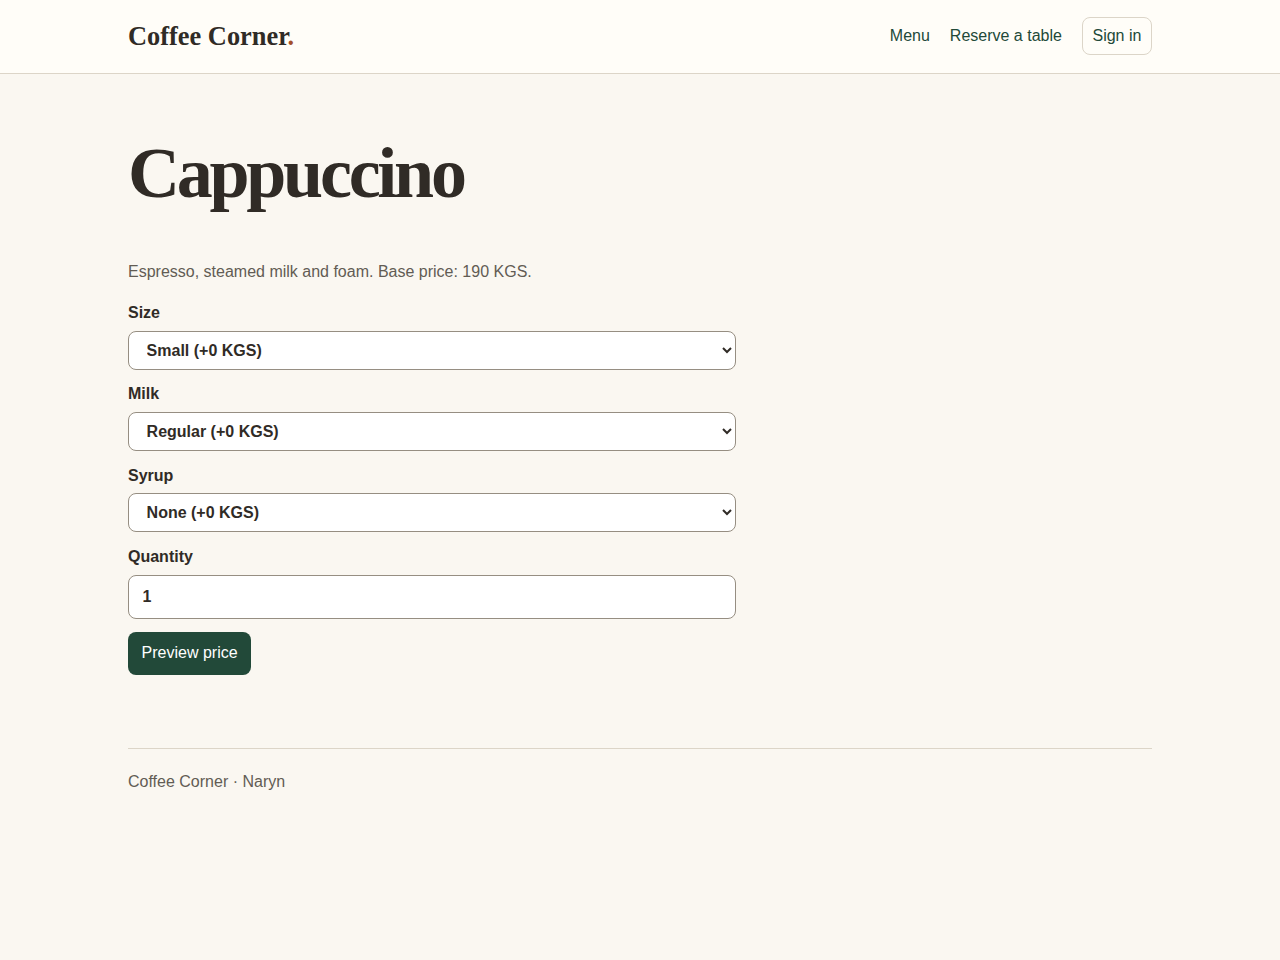 Coffee Corner.
Menu
Reserve a table
Sign in
Cappuccino
Espresso, steamed milk and foam. Base price: 190 KGS.
Size
Small (+0 KGS)
Milk
Regular (+0 KGS)
Syrup
None (+0 KGS)
Quantity
1
Preview price
Coffee Corner · Naryn